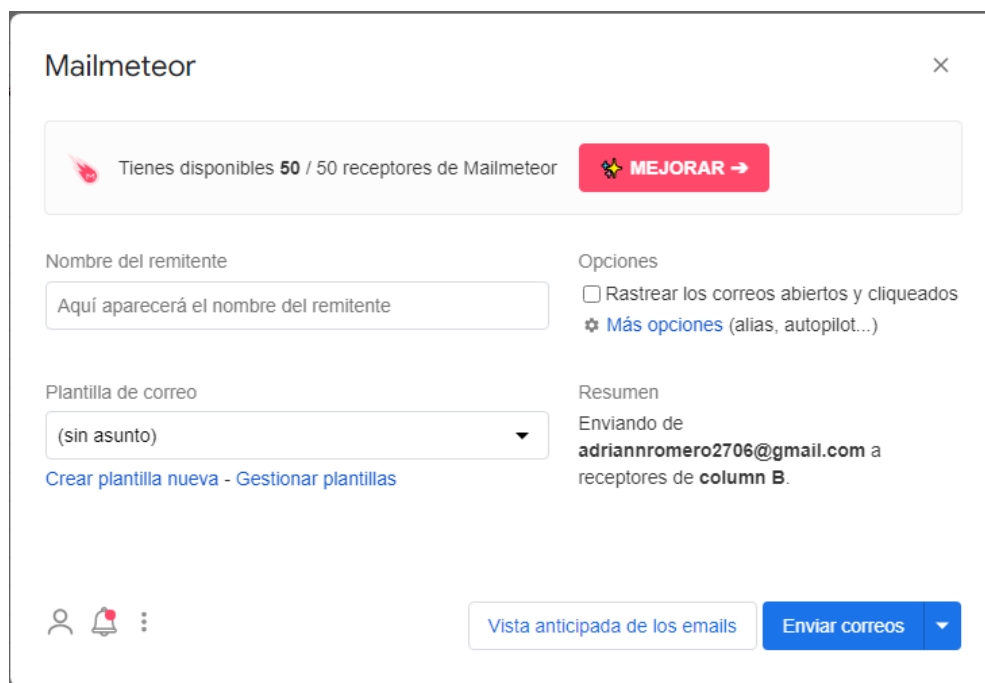 Mailmeteor
Tienes disponibles 50 / 50 receptores de Mailmeteor
MEJORAR ➔
Nombre del remitente
Aquí aparecerá el nombre del remitente
Opciones
Rastrear los correos abiertos y cliqueados
Más opciones (alias, autopilot...)
Plantilla de correo
(sin asunto)
Crear plantilla nueva - Gestionar plantillas
Resumen
Enviando de
adriannromero2706@gmail.com a
receptores de column B.
Vista anticipada de los emails
Enviar correos